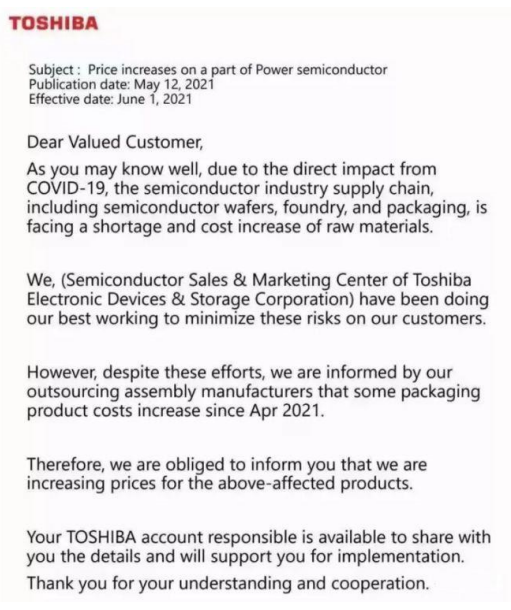 TOSHIBA
Subject : Price increases on a part of Power semiconductor
Publication date: May 12, 2021
Effective date: June 1, 2021
Dear Valued Customer,
As you may know well, due to the direct impact from
COVID-19, the semiconductor industry supply chain,
including semiconductor wafers, foundry, and packaging, is
facing a shortage and cost increase of raw materials.
We, (Semiconductor Sales & Marketing Center of Toshiba
Electronic Devices & Storage Corporation) have been doing
our best working to minimize these risks on our customers.
However, despite these efforts, we are informed by our
outsourcing assembly manufacturers that some packaging
product costs increase since Apr 2021.
Therefore, we are obliged to inform you that we are
increasing prices for the above-affected products.
Your TOSHIBA account responsible is available to share with
you the details and will support you for implementation.
Thank you for your understanding and cooperation.